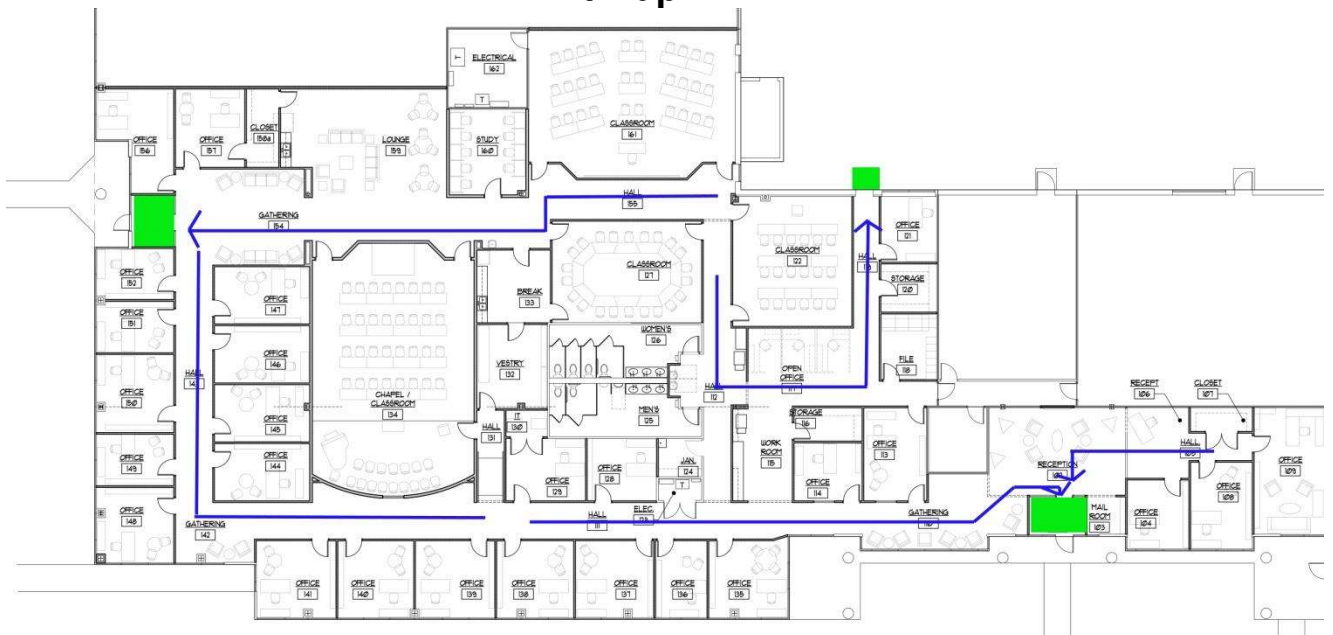 ELECTRICAL
162
T
T
CLASSROOM
161
OFFICE
156
OFFICE
157
CLOSET
158a
LOUNGE
159
STUDY
160
HALL
155
GATHERING
154
CLASSROOM
122
OFFICE
121
HALL
STORAGE
120
FILE
118
CLASSROOM
127
BREAK
133
OFFICE
152
OFFICE
147
OFFICE
151
OFFICE
146
WOMEN'S
126
VESTRY
132
OPEN
OFFICE
HALL
112
HALL
OFFICE
150
CHAPEL /
CLASSROOM
134
OFFICE
145
MEN'S
125
IT
130
HALL
131
RECEPT
106
CLOSET
107
HALL
STORAGE
116
WORK
ROOM
115
OFFICE
113
OFFICE
149
OFFICE
144
OFFICE
129
OFFICE
128
JAN.
124
T
OFFICE
114
RECEPTION
OFFICE
109
OFFICE
108
OFFICE
148
GATHERING
142
HALL
111
ELEC.
GATHERING
110
MAIL
ROOM
103
OFFICE
104
OFFICE
141
OFFICE
140
OFFICE
139
OFFICE
138
OFFICE
137
OFFICE
136
OFFICE
135